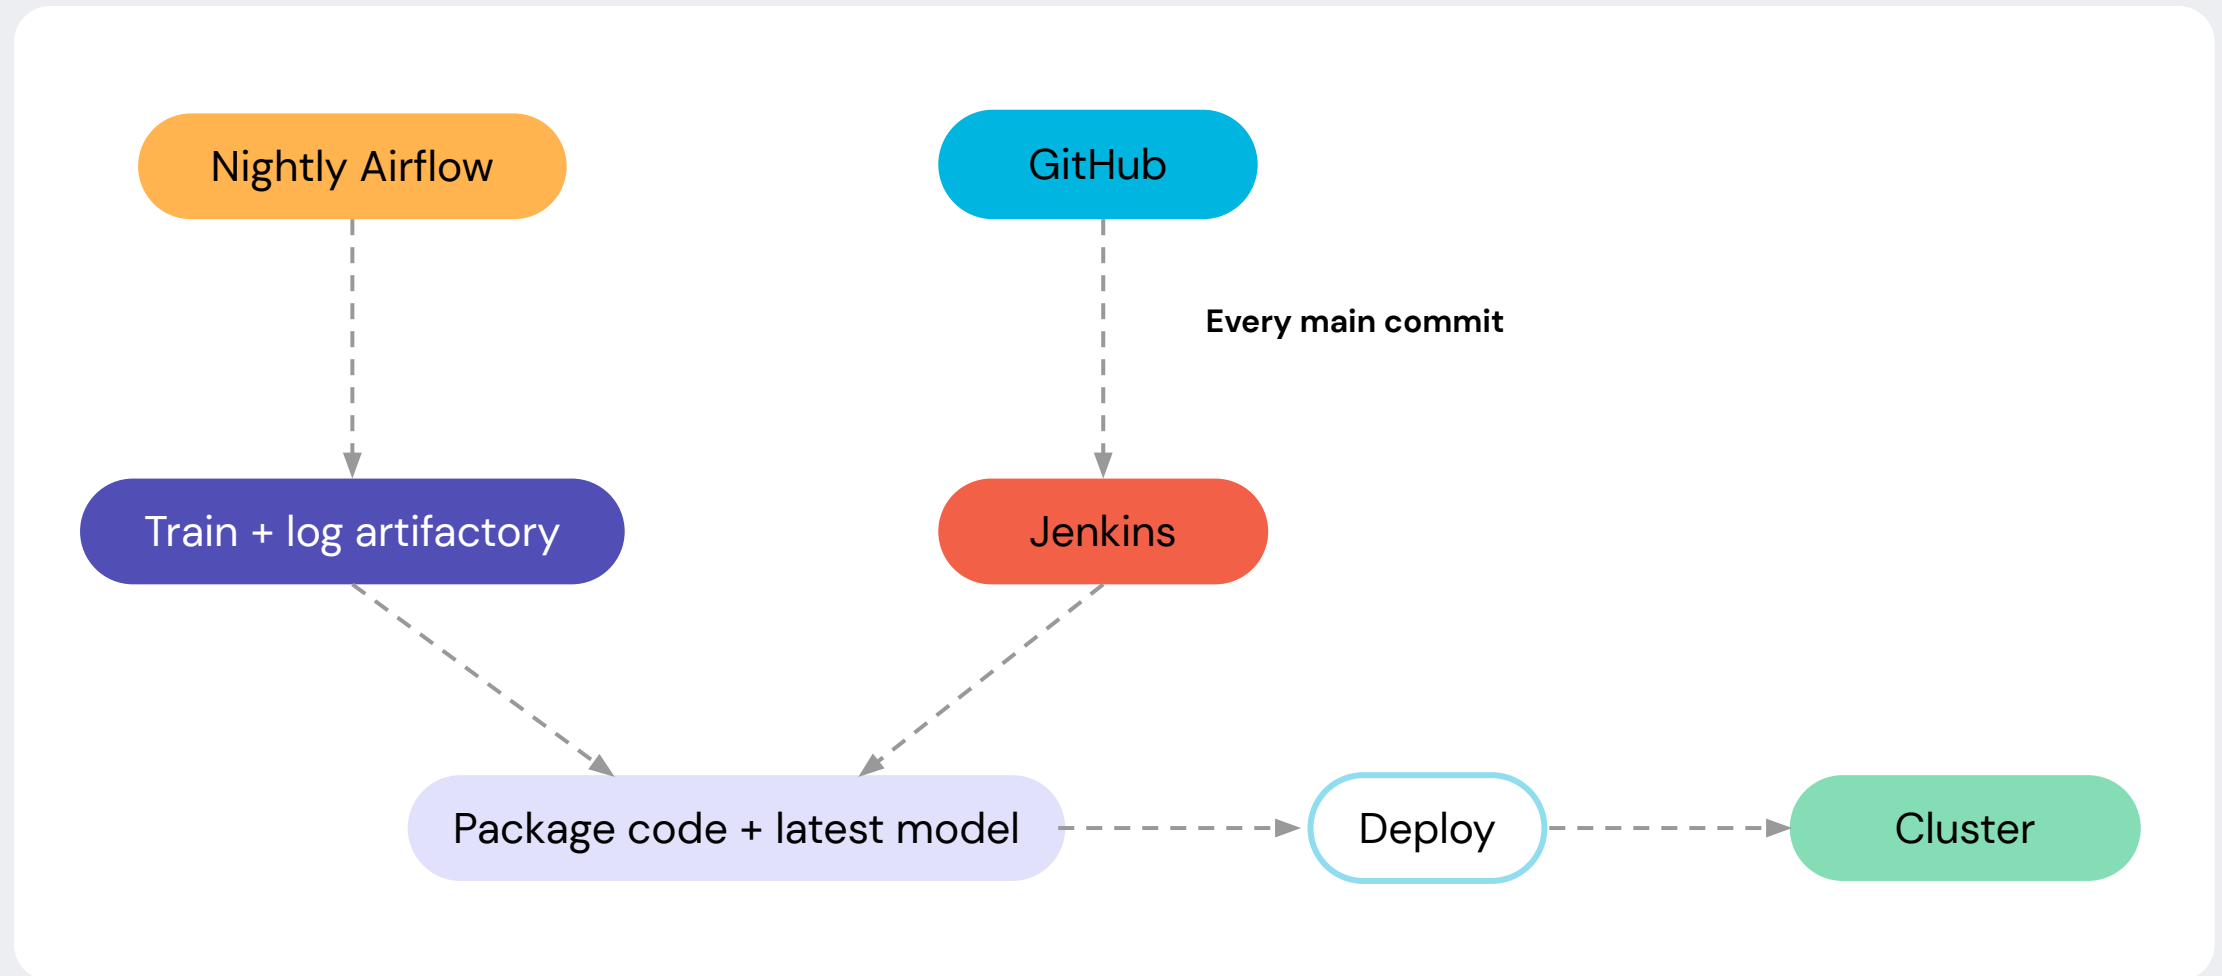 Nightly Airflow
GitHub
Every main commit
Train + log artifactory
Jenkins
Package code + latest model
Deploy
Cluster